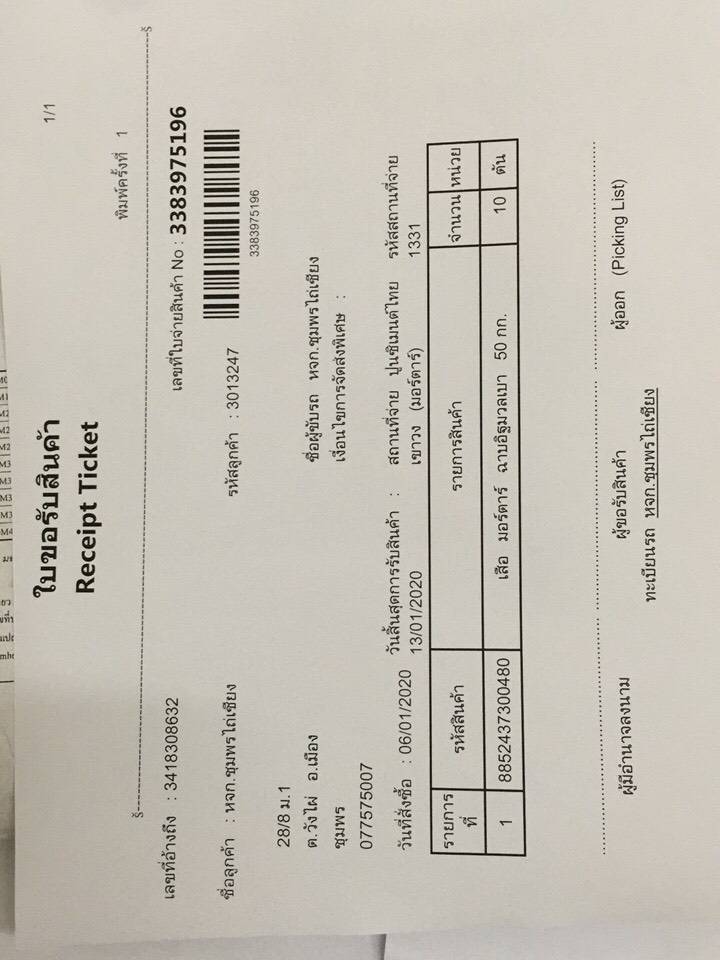 ใบขอรับสินค้า
1/1
Receipt Ticket
พิมพ์ครั้งที่ 1
เลขที่อ้างถึง : 3418308632
เลขที่ใบจ่ายสินค้า No : 3383975196
3383975196
ชื่อลูกค้า : หจก.ชุมพรไถ่เชียง
รหัสลูกค้า : 3013247
28/8 ม.1
ต.วังไผ่ อ.เมือง
ชื่อผู้ขับรถ หจก.ชุมพรไถ่เชียง
ชุมพร
เงื่อนไขการจัดส่งพิเศษ :
077575007
วันที่สั่งซื้อ : 06/01/2020
วันสิ้นสุดการรับสินค้า :
13/01/2020
สถานที่จ่าย ปูนซิเมนต์ไทย
เขาวง (มอร์ตาร์)
รหัสสถานที่จ่าย
1331
รายการที่ รหัสสินค้า รายการสินค้า จำนวน หน่วย
1 8852437300480 เสือ มอร์ตาร์ ฉาบอิฐมวลเบา 50 กก. 10 ตัน
ผู้มีอำนาจลงนาม ผู้ขอรับสินค้า ผู้ออก (Picking List)
ทะเบียนรถ หจก.ชุมพรไถ่เชียง
M1
M2
M2
M2
M3
M3
M3
M3
M4